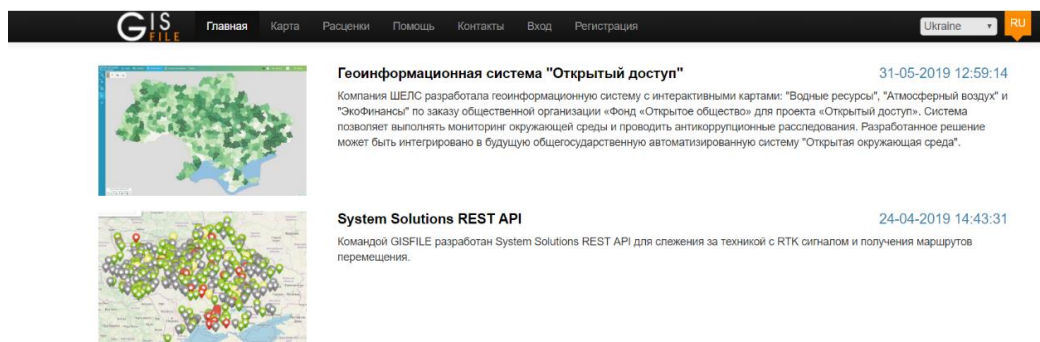 GIS FILE Главная Карта Расценки Помощь Контакты Вход Регистрация Ukraine RU
Геоинформационная система "Открытый доступ" 31-05-2019 12:59:14
Компания ШЕЛС разработала геоинформационную систему с интерактивными картами: "Водные ресурсы", "Атмосферный воздух" и
"ЭкоФинансы" по заказу общественной организации «Фонд «Открытое общество» для проекта «Открытый доступ». Система
позволяет выполнять мониторинг окружающей среды и проводить антикоррупционные расследования. Разработанное решение
может быть интегрировано в будущую общегосударственную автоматизированную систему "Открытая окружающая среда".
System Solutions REST API 24-04-2019 14:43:31
Командой GISFILE разработан System Solutions REST API для слежения за техникой с RTK сигналом и получения маршрутов
перемещения.